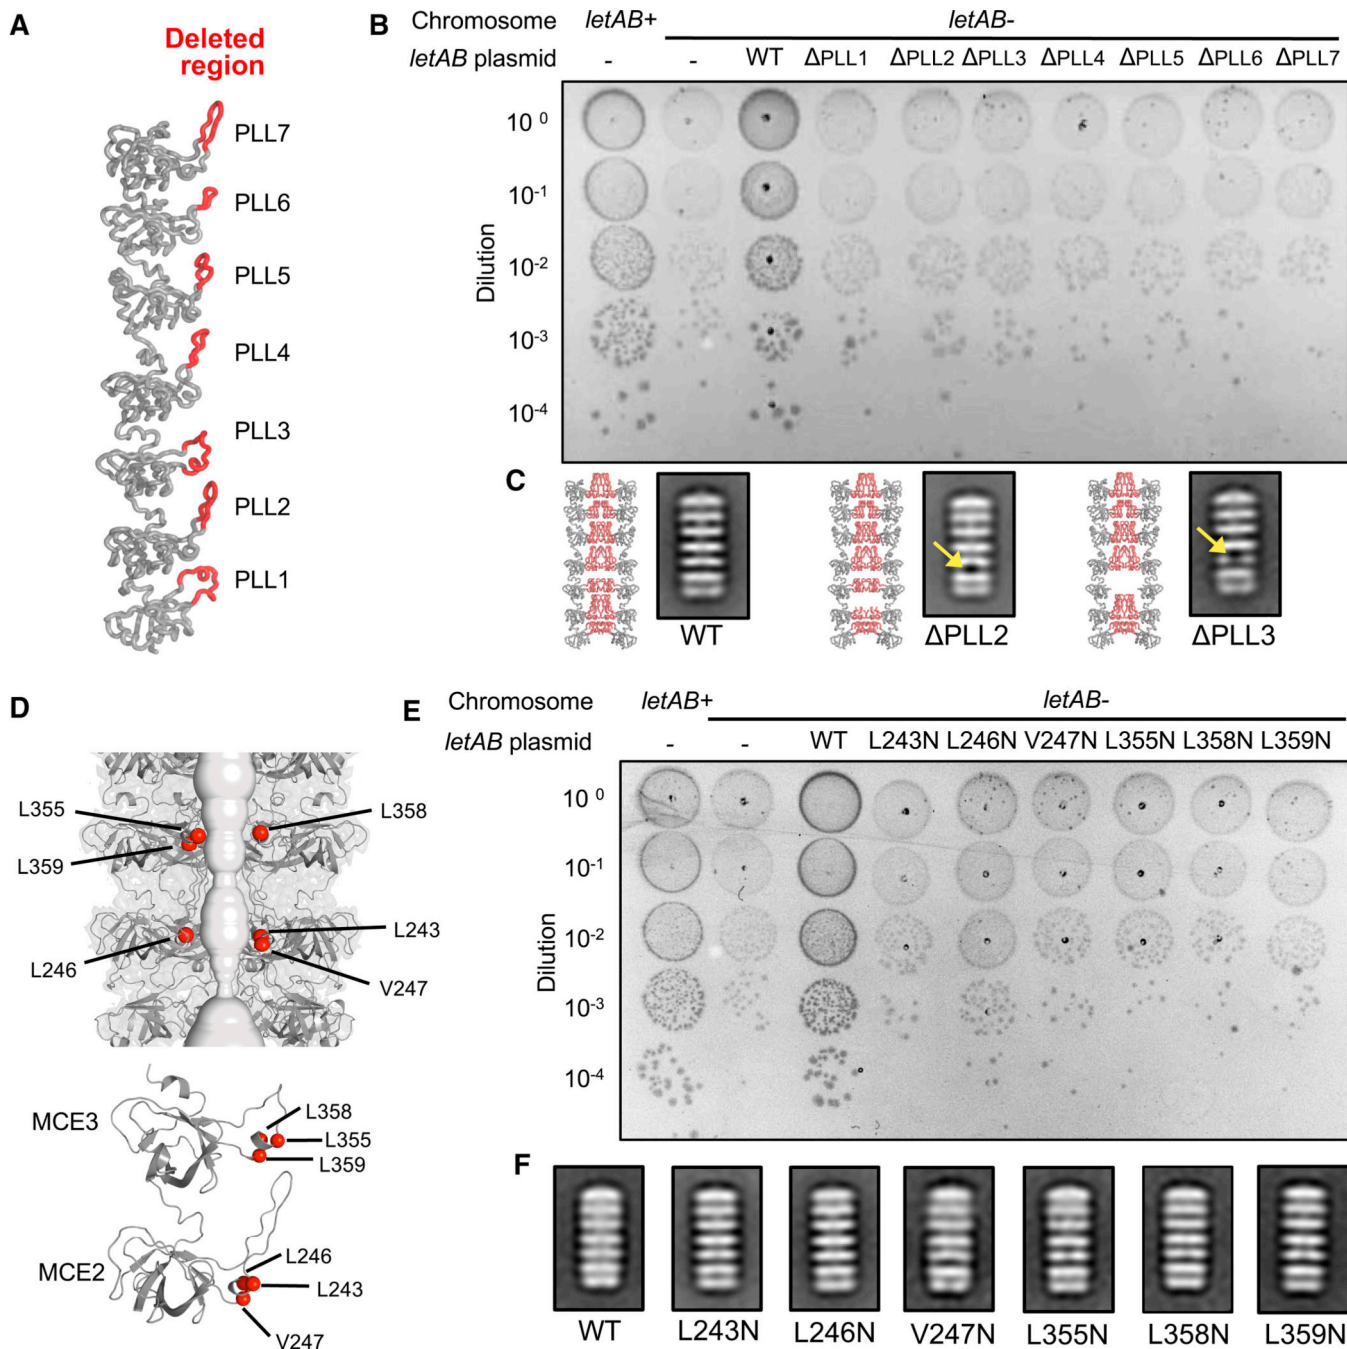 A
Deleted
region
PLL7
PLL6
PLL5
PLL4
PLL3
PLL2
PLL1
B
Chromosome letAB+ letAB-
letAB plasmid - - WT ΔPLL1 ΔPLL2 ΔPLL3 ΔPLL4 ΔPLL5 ΔPLL6 ΔPLL7
Dilution
10⁰
10⁻¹
10⁻²
10⁻³
10⁻⁴
C
WT
ΔPLL2
ΔPLL3
D
L355
L359
L246
L358
L243
V247
MCE3
L358
L355
L359
MCE2
L246
L243
V247
E
Chromosome letAB+ letAB-
letAB plasmid - - WT L243N L246N V247N L355N L358N L359N
Dilution
10⁰
10⁻¹
10⁻²
10⁻³
10⁻⁴
F
WT L243N L246N V247N L355N L358N L359N